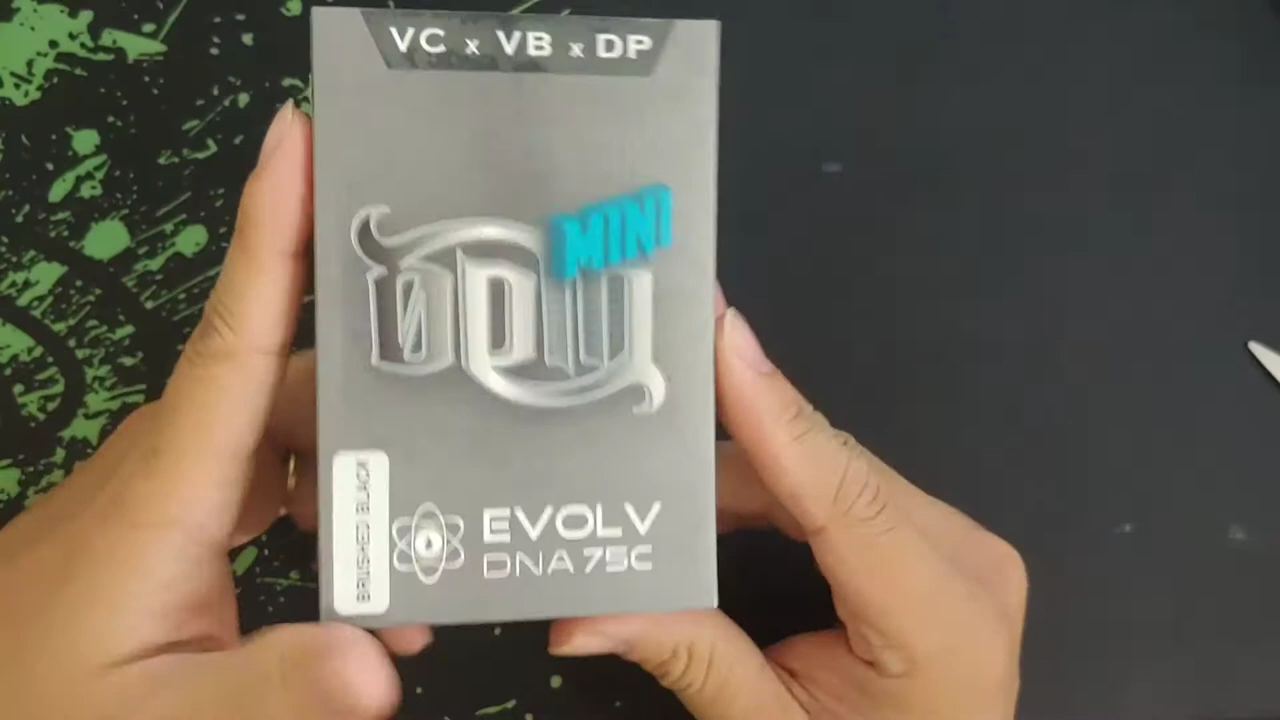 VC x VB x DP
MINI
BRUSHED BLACK
EVOLV
DNA 75C